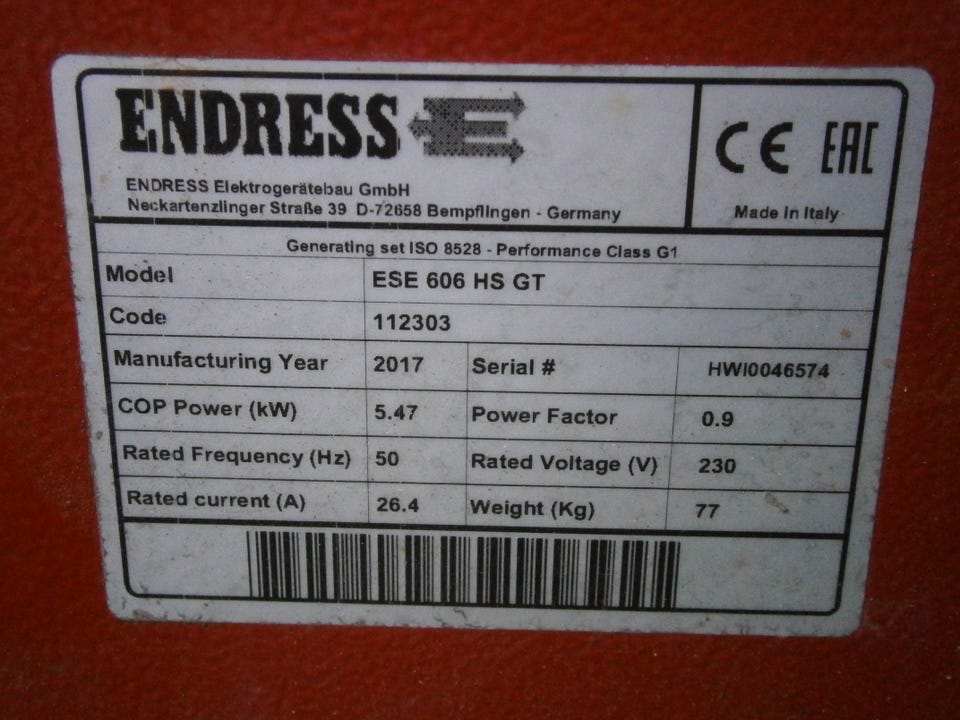 ENDRESS
ENDRESS Elektrogerätebau GmbH
Neckartenzlinger Straße 39 D-72658 Bempflingen - Germany
CE EAC
Made in Italy
Generating set ISO 8528 - Performance Class G1
Model ESE 606 HS GT
Code 112303
Manufacturing Year 2017 Serial # HWI0046574
COP Power (kW) 5.47 Power Factor 0.9
Rated Frequency (Hz) 50 Rated Voltage (V) 230
Rated current (A) 26.4 Weight (Kg) 77